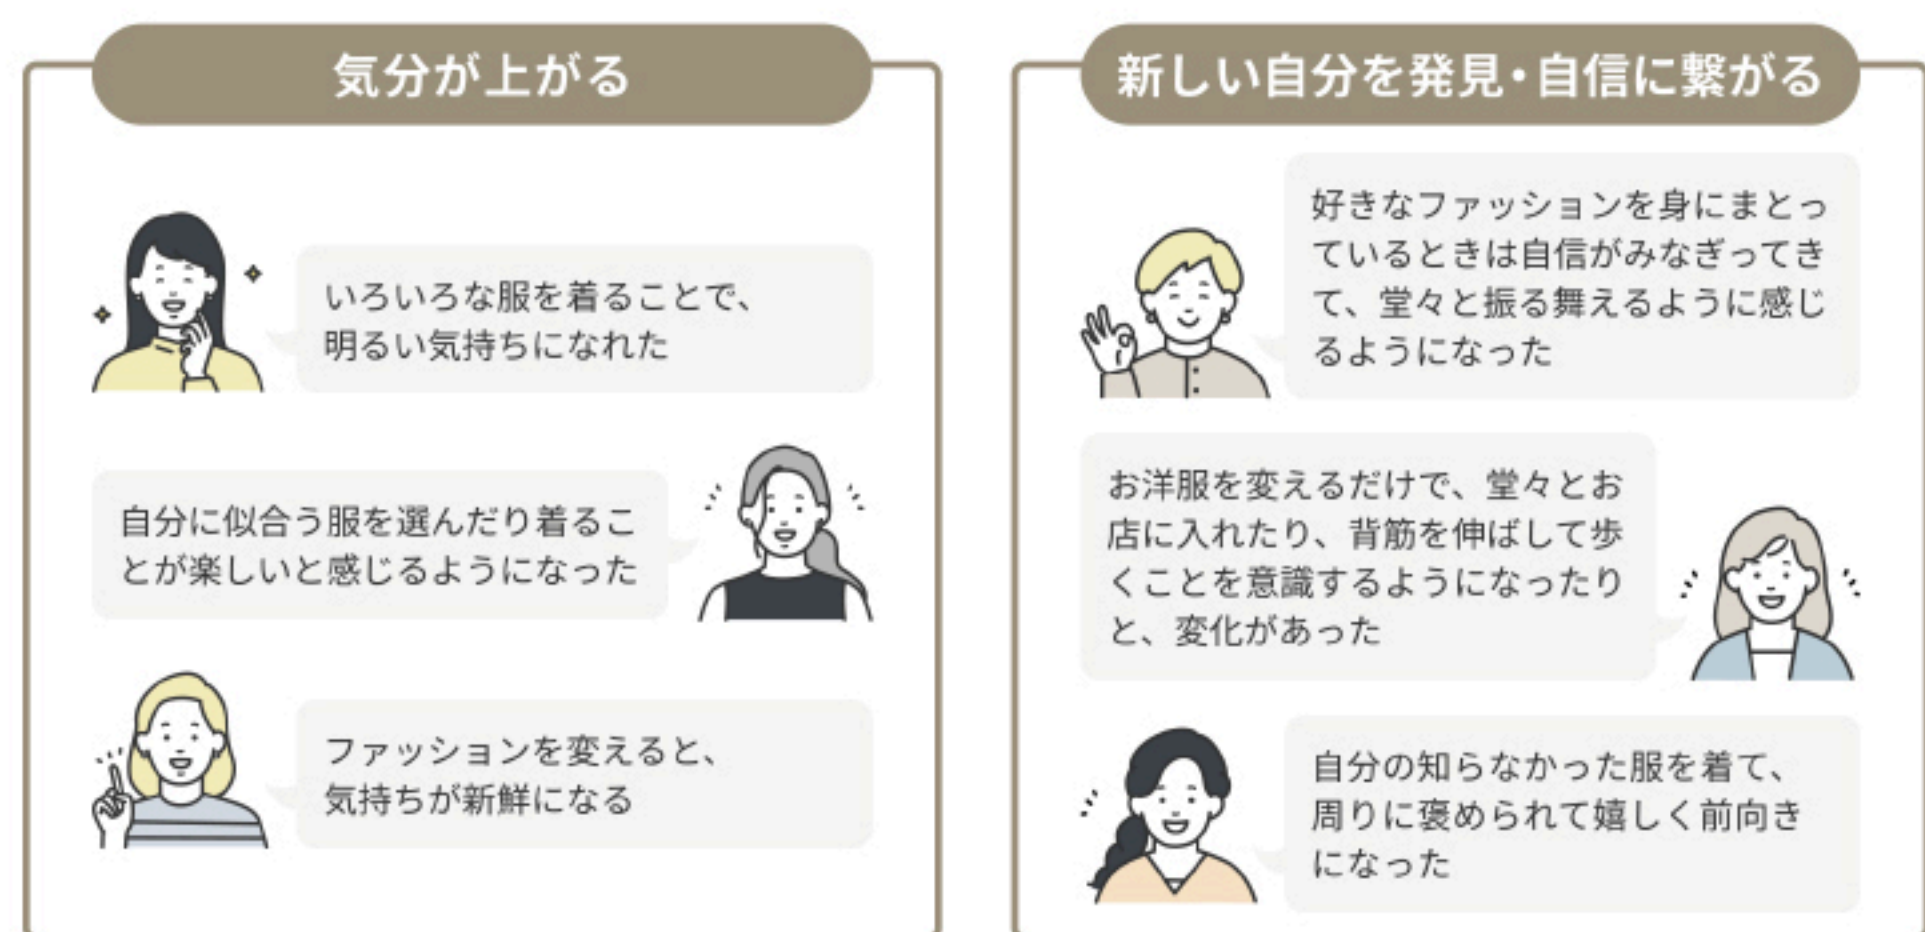 気分が上がる
いろいろな服を着ることで、
明るい気持ちになれた
自分に似合う服を選んだり着るこ
とが楽しいと感じるようになった
ファッションを変えると、
気持ちが新鮮になる
新しい自分を発見・自信に繋がる
好きなファッションを身にまとっ
ているときは自信がみなぎってき
て、堂々と振る舞えるように感じ
るようになった
お洋服を変えるだけで、堂々とお
店に入れたり、背筋を伸ばして歩
くことを意識するようになったり
と、変化があった
自分の知らなかった服を着て、
周りに褒められて嬉しく前向き
になった